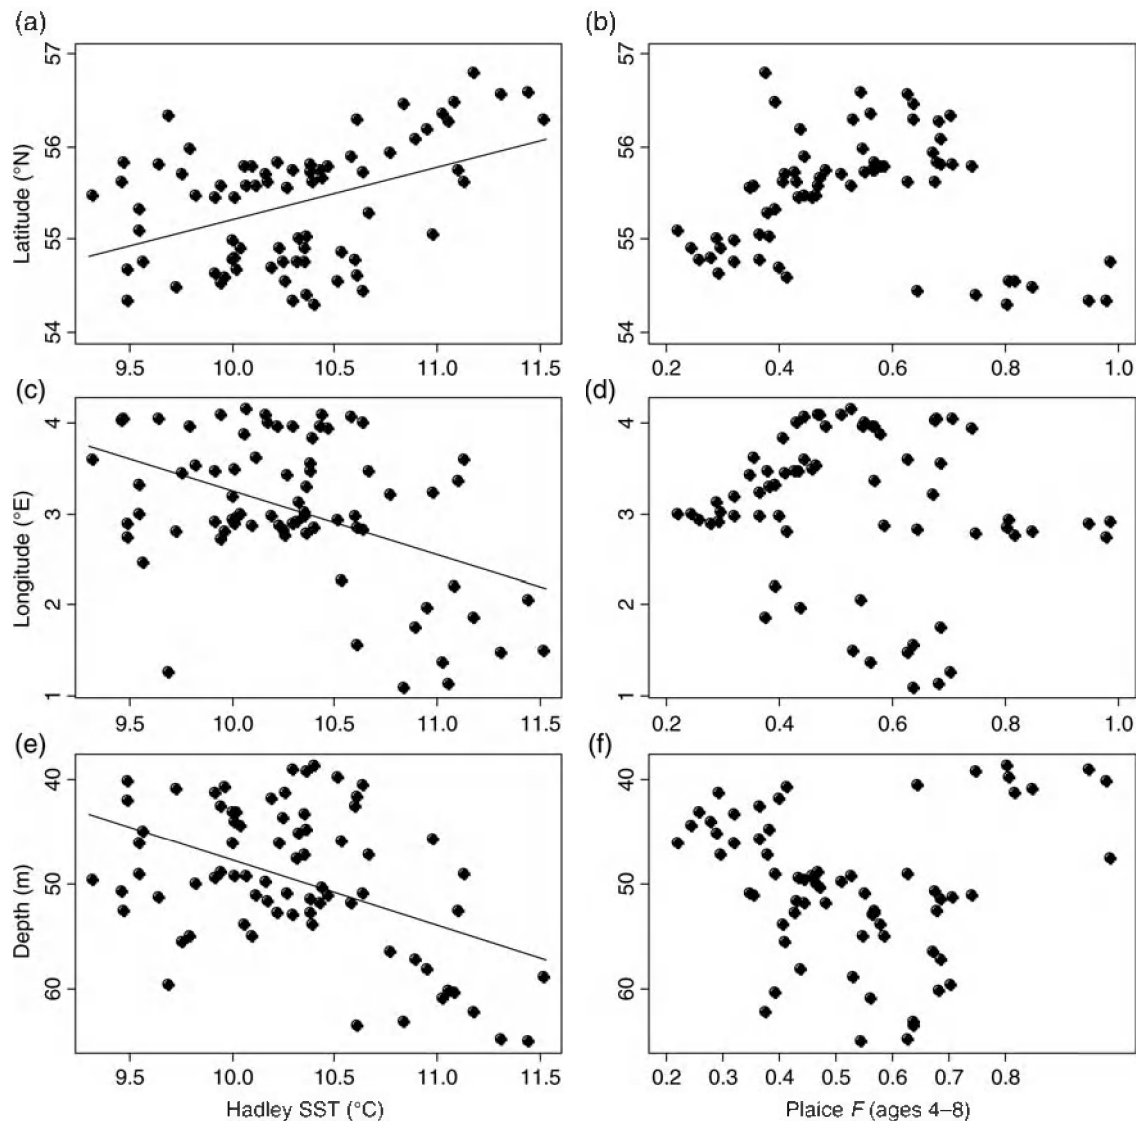 (a)
(b)
Latitude (°N)
57
56
55
54
57
56
55
54
9.5 10.0 10.5 11.0 11.5
0.2 0.4 0.6 0.8 1.0
(c)
(d)
Longitude (°E)
4
3
2
1
4
3
2
1
9.5 10.0 10.5 11.0 11.5
0.2 0.4 0.6 0.8 1.0
(e)
(f)
Depth (m)
40
50
60
40
50
60
9.5 10.0 10.5 11.0 11.5
0.2 0.3 0.4 0.5 0.6 0.7 0.8 0.9 1.0
Hadley SST (°C)
Plaice F (ages 4–8)